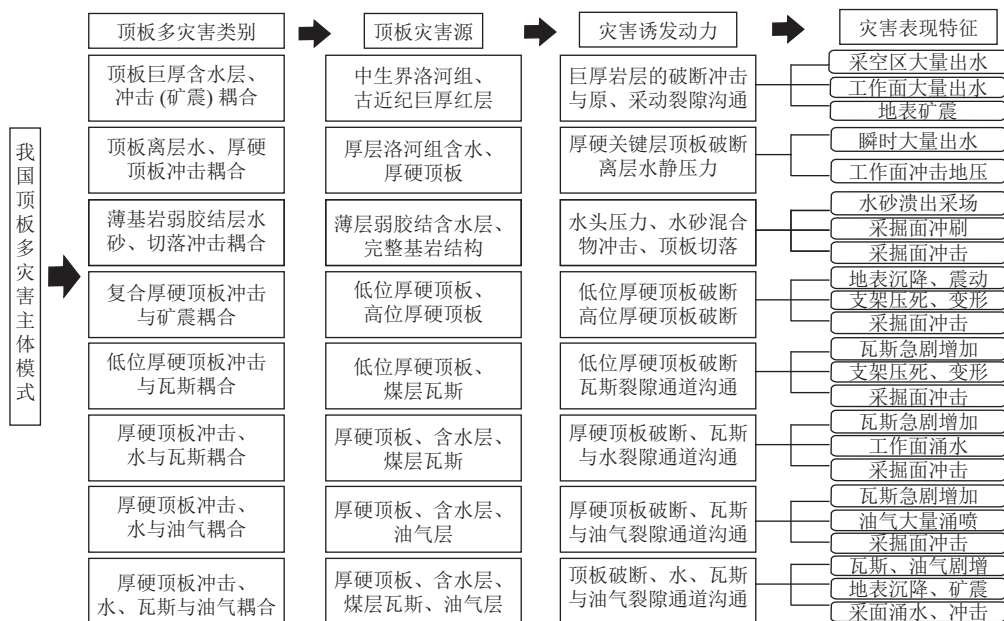 顶板多灾害类别
顶板灾害源
灾害诱发动力
灾害表现特征
我国顶板多灾害主体模式
顶板巨厚含水层、
冲击(矿震)耦合
中生界洛河组、
古近纪巨厚红层
巨厚岩层的破断冲击
与原、采动裂隙沟通
采空区大量出水
工作面大量出水
地表矿震
顶板离层水、厚硬
顶板冲击耦合
厚层洛河组含水、
厚硬顶板
厚硬关键层顶板破断
离层水静压力
瞬时大量出水
工作面冲击地压
薄基岩弱胶结层水
砂、切落冲击耦合
薄层弱胶结含水层、
完整基岩结构
水头压力、水砂混合
物冲击、顶板切落
水砂溃出采场
采掘面冲刷
采掘面冲击
复合厚硬顶板冲击
与矿震耦合
低位厚硬顶板、
高位厚硬顶板
低位厚硬顶板破断
高位厚硬顶板破断
地表沉降、震动
支架压死、变形
采掘面冲击
低位厚硬顶板冲击
与瓦斯耦合
低位厚硬顶板、
煤层瓦斯
低位厚硬顶板破断
瓦斯裂隙通道沟通
瓦斯急剧增加
支架压死、变形
采掘面冲击
厚硬顶板冲击、
水与瓦斯耦合
厚硬顶板、含水层、
煤层瓦斯
厚硬顶板破断、瓦斯
与水裂隙通道沟通
瓦斯急剧增加
工作面涌水
采掘面冲击
厚硬顶板冲击、
水与油气耦合
厚硬顶板、含水层、
油气层
厚硬顶板破断、瓦斯
与油气裂隙通道沟通
瓦斯急剧增加
油气大量涌喷
采掘面冲击
厚硬顶板冲击、
水、瓦斯与油气耦合
厚硬顶板、含水层、
煤层瓦斯、油气层
顶板破断、水、瓦斯
与油气裂隙通道沟通
瓦斯、油气剧增
地表沉降、矿震
采面涌水、冲击